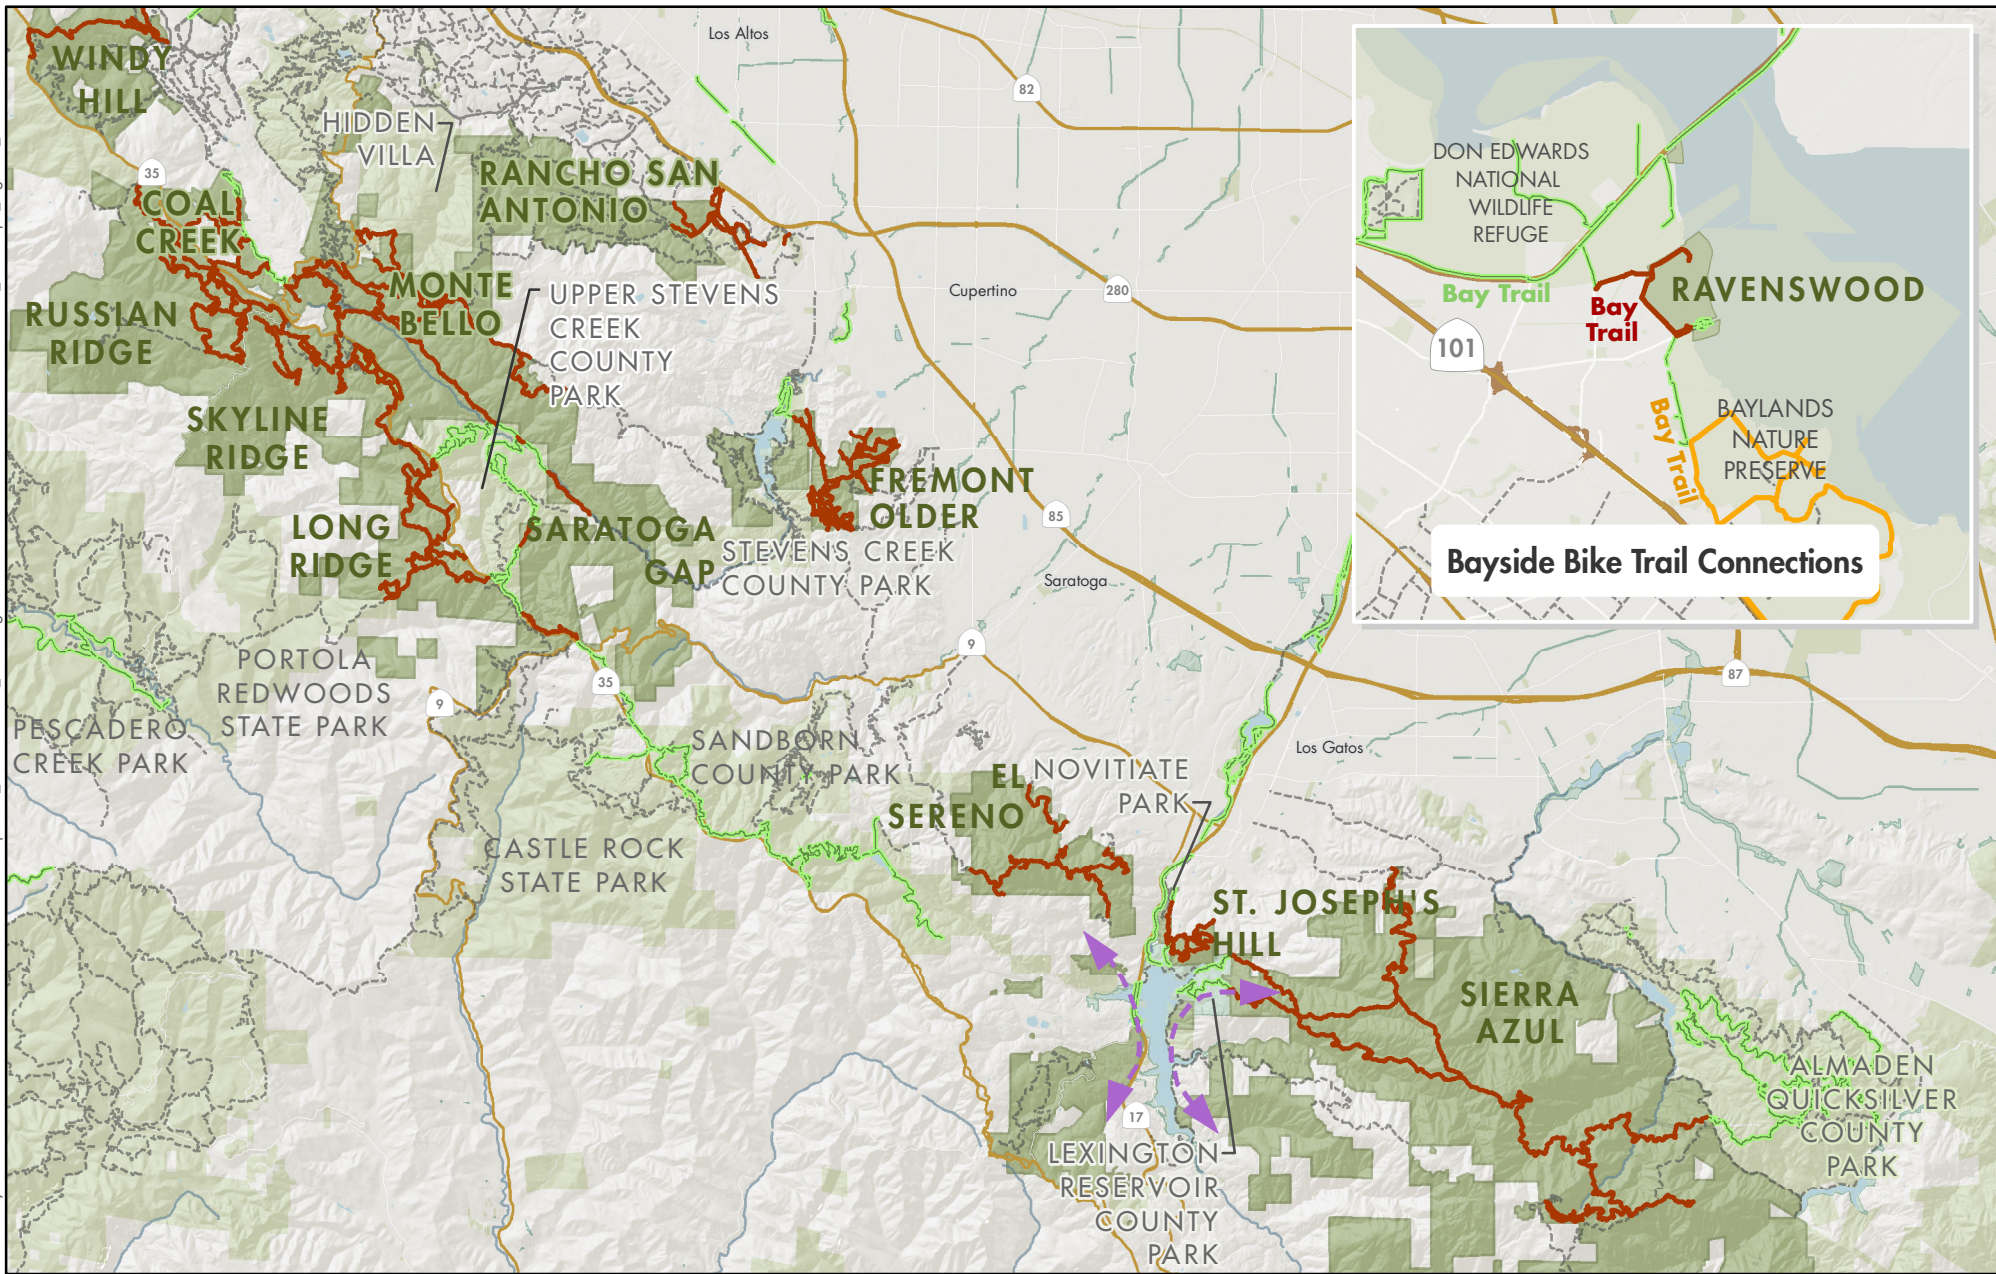 WINDY
HILL
Los Altos
82
HIDDEN
VILLA
35
COAL
CREEK
RANCHO SAN
ANTONIO
MONTE
BELLO
RUSSIAN
RIDGE
UPPER STEVENS
CREEK
COUNTY
PARK
Cupertino
280
SKYLINE
RIDGE
LONG
RIDGE
SARATOGA
GAP
FREMONT
OLDER
STEVENS CREEK
COUNTY PARK
85
Saratoga
DON EDWARDS
NATIONAL
WILDLIFE
REFUGE
Bay Trail
Bay
Trail
RAVENSWOOD
101
Bay Trail
BAYLANDS
NATURE
PRESERVE
Bayside Bike Trail Connections
PORTOLA
REDWOODS
STATE PARK
PESCADERO
CREEK PARK
9
35
9
87
SANDBORN
COUNTY PARK
CASTLE ROCK
STATE PARK
EL
SERENO
NOVITIATE
PARK
Los Gatos
ST. JOSEPH'S
HILL
SIERRA
AZUL
17
LEXINGTON
RESERVOIR
COUNTY
PARK
ALMADEN
QUICKSILVER
COUNTY
PARK